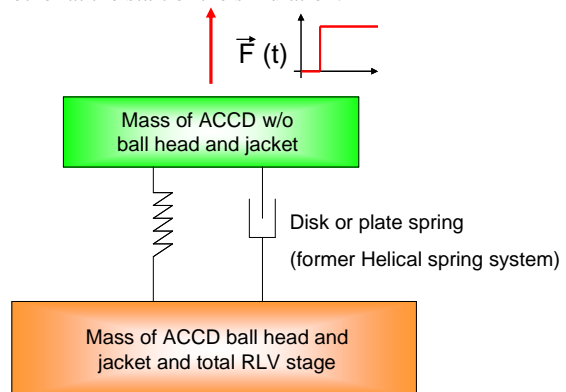 F (t)
Mass of ACCD w/o
ball head and jacket
Disk or plate spring
(former Helical spring system)
Mass of ACCD ball head and
jacket and total RLV stage